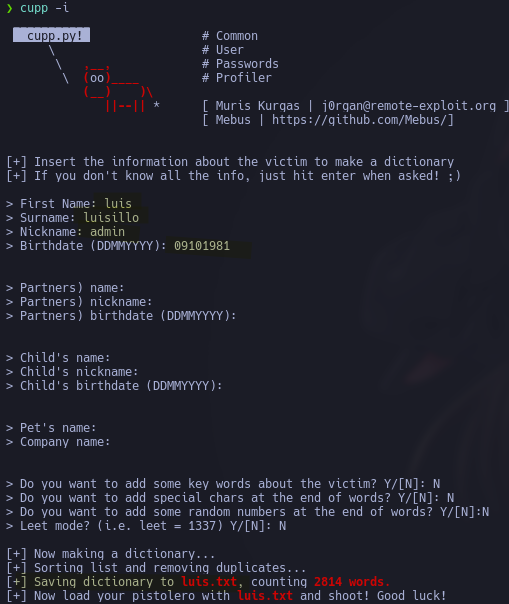 ❯ cupp -i
 ___________
   cupp.py!                 # Common
      \                     # User
       \   ,__,             # Passwords
        \  (oo)____         # Profiler
           (__)    )\
              ||--|| *      [ Muris Kurgas | j0rgan@remote-exploit.org ]
                            [ Mebus | https://github.com/Mebus/]
[+] Insert the information about the victim to make a dictionary
[+] If you don't know all the info, just hit enter when asked! ;)
> First Name: luis
> Surname: luisillo
> Nickname: admin
> Birthdate (DDMMYYYY): 09101981
> Partners) name:
> Partners) nickname:
> Partners) birthdate (DDMMYYYY):
> Child's name:
> Child's nickname:
> Child's birthdate (DDMMYYYY):
> Pet's name:
> Company name:
> Do you want to add some key words about the victim? Y/[N]: N
> Do you want to add special chars at the end of words? Y/[N]: N
> Do you want to add some random numbers at the end of words? Y/[N]:N
> Leet mode? (i.e. leet = 1337) Y/[N]: N
[+] Now making a dictionary...
[+] Sorting list and removing duplicates...
[+] Saving dictionary to luis.txt, counting 2814 words.
[+] Now load your pistolero with luis.txt and shoot! Good luck!